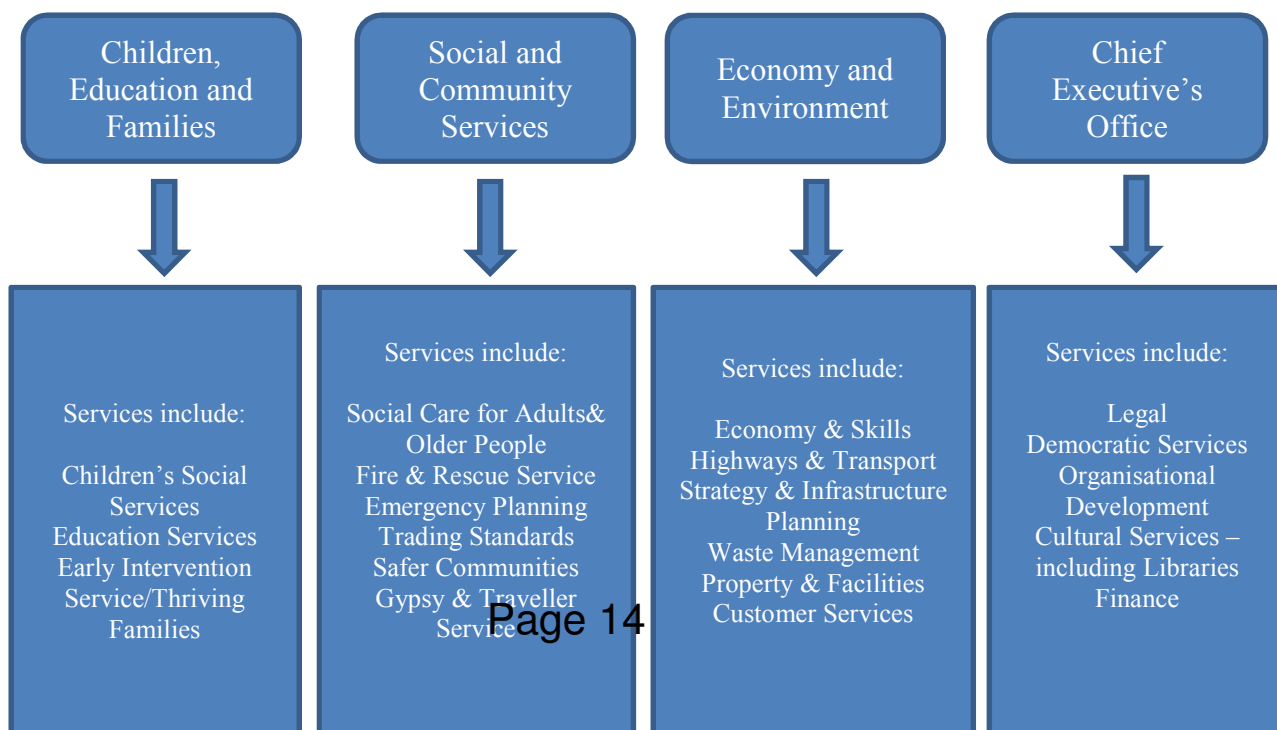 Children,
Education and
Families
Social and
Community
Services
Economy and
Environment
Chief
Executive’s
Office
Services include:
Children’s Social
Services
Education Services
Early Intervention
Service/Thriving
Families
Services include:
Social Care for Adults&
Older People
Fire & Rescue Service
Emergency Planning
Trading Standards
Safer Communities
Gypsy & Traveller
Service
Services include:
Economy & Skills
Highways & Transport
Strategy & Infrastructure
Planning
Waste Management
Property & Facilities
Customer Services
Services include:
Legal
Democratic Services
Organisational
Development
Cultural Services –
including Libraries
Finance
Page 14